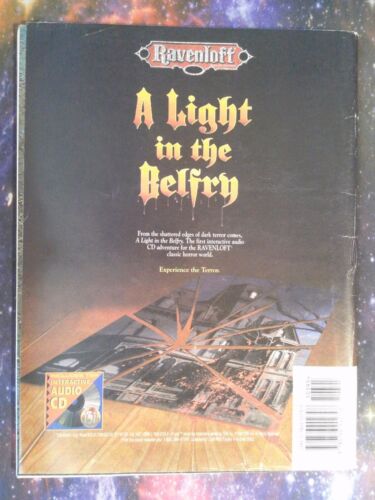 Ravenloft
A Light
in the
Belfry
From the shattered edges of dark terror comes,
A Light in the Belfry. The first interactive audio
CD adventure for the RAVENLOFT
classic horror world.
Experience the Terror.
INTERACTIVE
AUDIO
CD